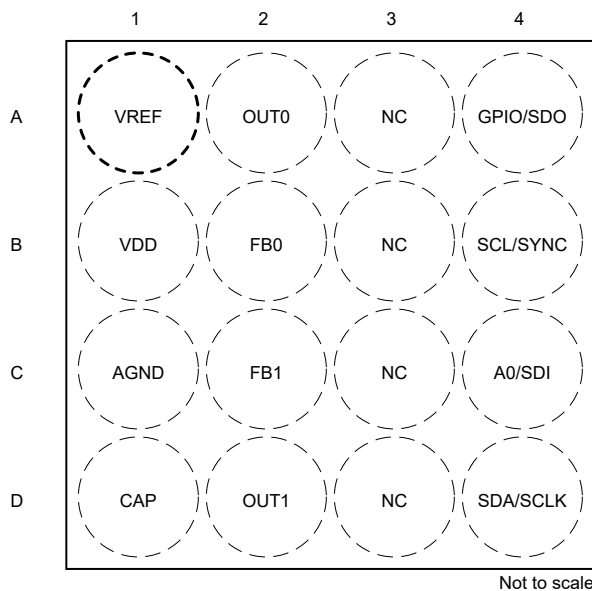 1 2 3 4
A VREF OUT0 NC GPIO/SDO
B VDD FB0 NC SCL/SYNC
C AGND FB1 NC A0/SDI
D CAP OUT1 NC SDA/SCLK
Not to scale